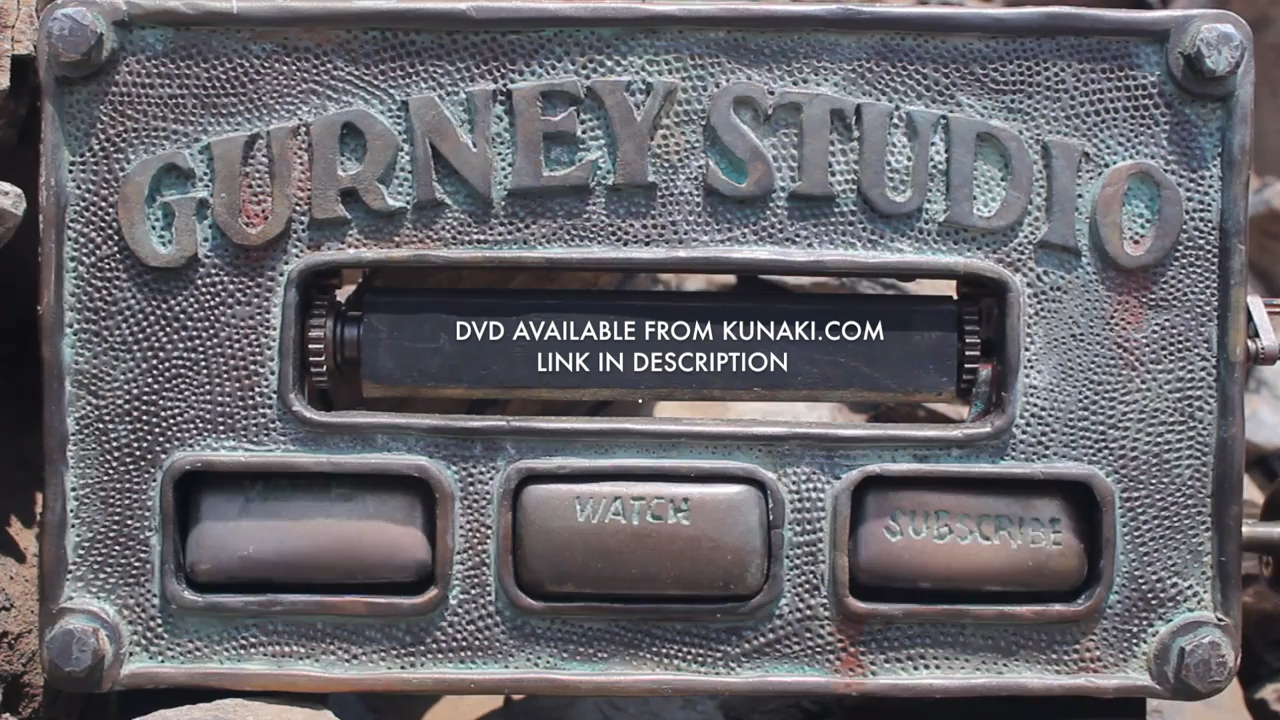 GURNEY STUDIO
DVD AVAILABLE FROM KUNAKI.COM
LINK IN DESCRIPTION
WATCH
SUBSCRIBE